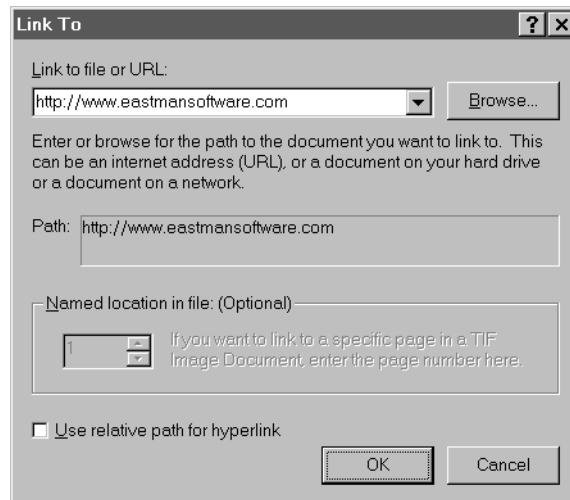 Link To
Link to file or URL:
http://www.eastmansoftware.com
Browse...
Enter or browse for the path to the document you want to link to. This
can be an internet address (URL), or a document on your hard drive
or a document on a network.
Path: http://www.eastmansoftware.com
Named location in file: (Optional)
1
If you want to link to a specific page in a TIF
Image Document, enter the page number here.
Use relative path for hyperlink
OK
Cancel